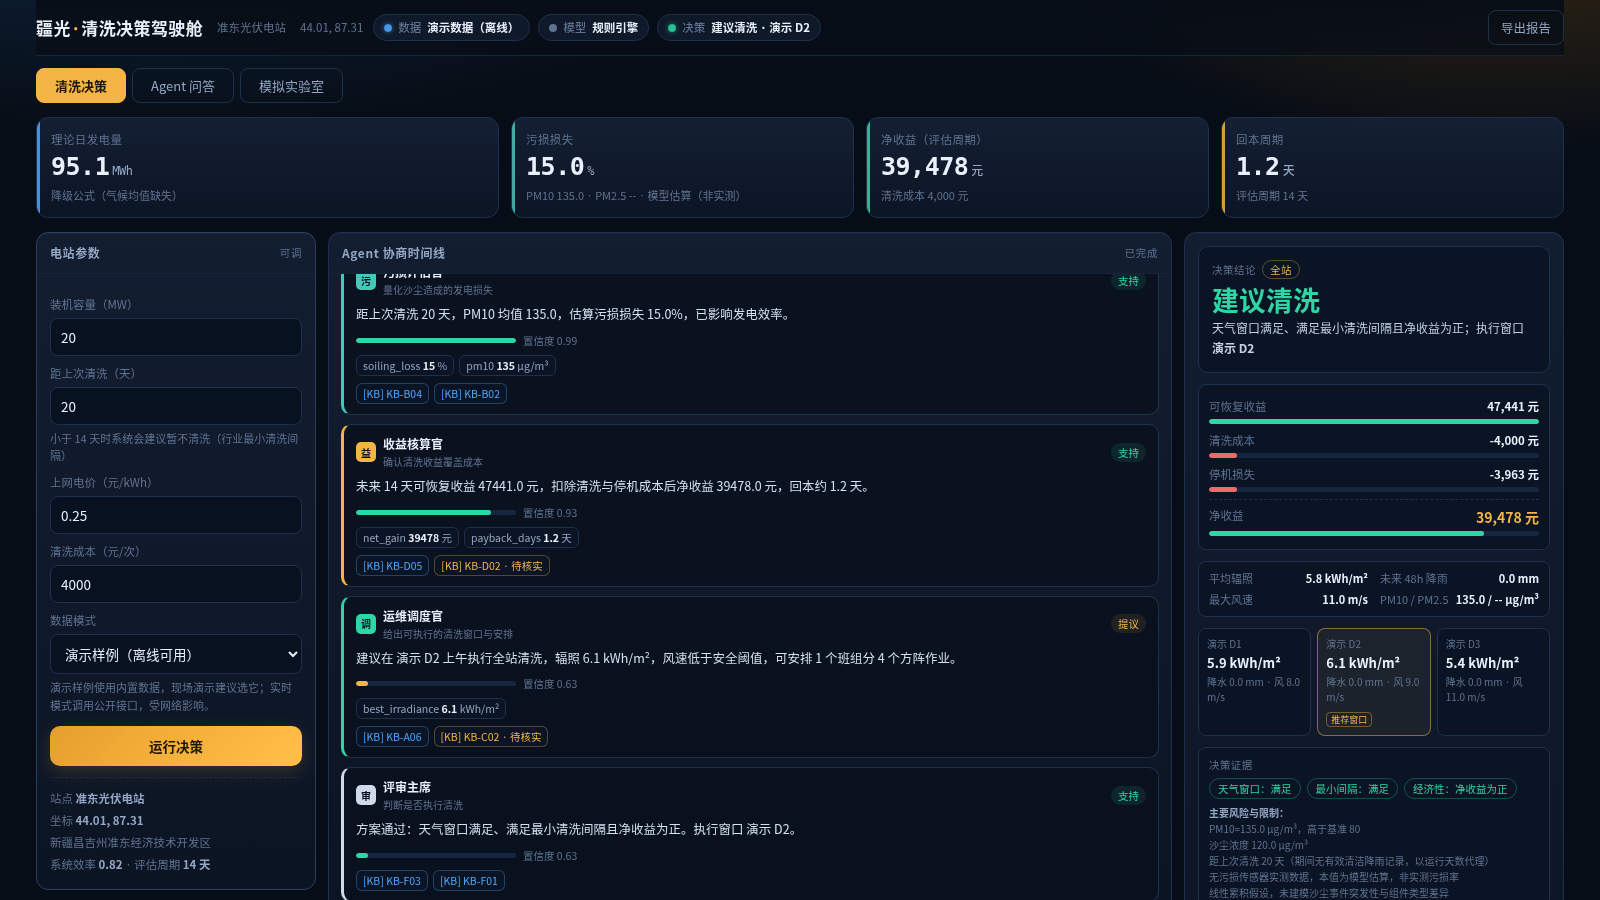 疆光·清洗决策驾驶舱 准东光伏电站 44.01, 87.31 数据 演示数据（离线） 模型 规则引擎 决策 建议清洗 · 演示 D2 导出报告
清洗决策 Agent 问答 模拟实验室
理论日发电量
95.1 MWh
降级公式（气候均值缺失）
污损损失
15.0 %
PM10 135.0 · PM2.5 -- · 模型估算（非实测）
净收益（评估周期）
39,478 元
清洗成本 4,000 元
回本周期
1.2 天
评估周期 14 天
电站参数 可调
装机容量（MW）
20
距上次清洗（天）
20
小于 14 天时系统会建议暂不清洗（行业最小清洗间
隔）
上网电价（元/kWh）
0.25
清洗成本（元/次）
4000
数据模式
演示样例（离线可用）
演示样例使用内置数据，现场演示建议选它；实时
模式调用公开接口，受网络影响。
运行决策
站点 准东光伏电站
坐标 44.01, 87.31
新疆昌吉州准东经济技术开发区
系统效率 0.82 · 评估周期 14 天
Agent 协商时间线 已完成
污 支持
量化沙尘造成的发电损失
距上次清洗 20 天，PM10 均值 135.0，估算污损损失 15.0%，已影响发电效率。
置信度 0.99
soiling_loss 15 % pm10 135 μg/m³
[KB] KB-B04 [KB] KB-B02
益 收益核算官 支持
确认清洗收益覆盖成本
未来 14 天可恢复收益 47441.0 元，扣除清洗与停机成本后净收益 39478.0 元，回本约 1.2 天。
置信度 0.93
net_gain 39478 元 payback_days 1.2 天
[KB] KB-D05 [KB] KB-D02 · 待核实
调 运维调度官 提议
给出可执行的清洗窗口与安排
建议在 演示 D2 上午执行全站清洗，辐照 6.1 kWh/m²，风速低于安全阈值，可安排 1 个班组分 4 个方阵作业。
置信度 0.63
best_irradiance 6.1 kWh/m²
[KB] KB-A06 [KB] KB-C02 · 待核实
审 评审主席 支持
判断是否执行清洗
方案通过：天气窗口满足、满足最小清洗间隔且净收益为正。执行窗口 演示 D2。
置信度 0.63
[KB] KB-F03 [KB] KB-F01
决策结论 全站
建议清洗
天气窗口满足、满足最小清洗间隔且净收益为正；执行窗口
演示 D2
可恢复收益 47,441 元
清洗成本 -4,000 元
停机损失 -3,963 元
净收益 39,478 元
平均辐照 5.8 kWh/m² 未来 48h 降雨 0.0 mm
最大风速 11.0 m/s PM10 / PM2.5 135.0 / -- μg/m³
演示 D1
5.9 kWh/m²
降水 0.0 mm · 风 8.0
m/s
演示 D2
6.1 kWh/m²
降水 0.0 mm · 风 9.0
m/s
推荐窗口
演示 D3
5.4 kWh/m²
降水 0.0 mm · 风
11.0 m/s
决策证据
天气窗口：满足 最小间隔：满足 经济性：净收益为正
主要风险与限制：
PM10=135.0 μg/m³，高于基准 80
沙尘浓度 120.0 μg/m³
距上次清洗 20 天（期间无有效清洁降雨记录，以运行天数代理）
无污损传感器实测数据，本值为模型估算，非实测污损率
线性累积假设，未建模沙尘事件突发性与组件类型差异